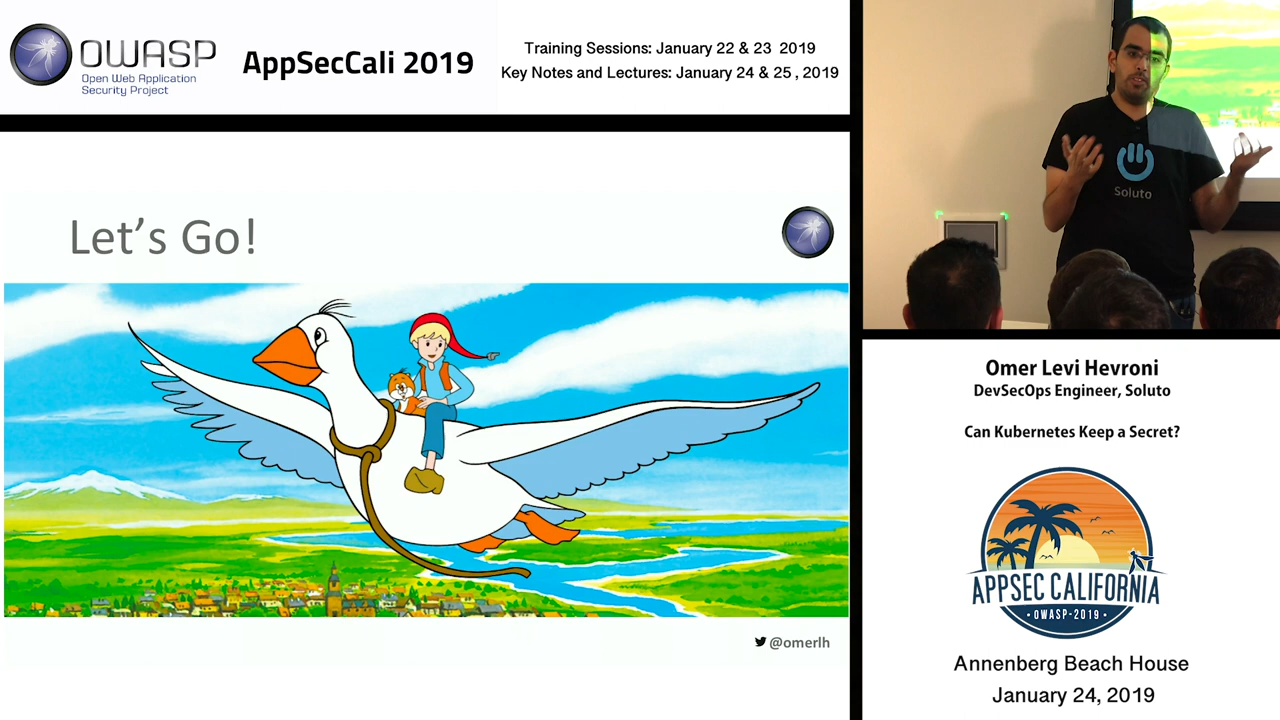 OWASP
Open Web Application
Security Project
AppSecCali 2019
Training Sessions: January 22 & 23 2019
Key Notes and Lectures: January 24 & 25 , 2019
Let's Go!
@omerlh
Soluto
Omer Levi Hevroni
DevSecOps Engineer, Soluto
Can Kubernetes Keep a Secret?
APPSEC CALIFORNIA
• OWASP-2019 •
Annenberg Beach House
January 24, 2019